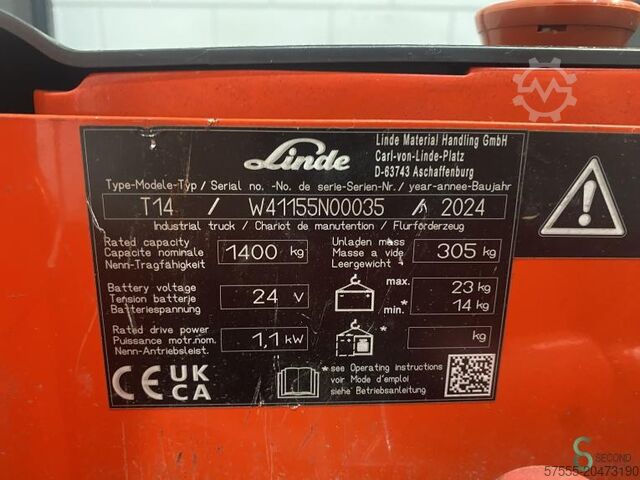 Linde
Linde Material Handling GmbH
Carl-von-Linde-Platz
D-63743 Aschaffenburg
Type-Modele-Typ / Serial no. -No. de serie-Serien-Nr. / year-annee-Baujahr
T14 / W41155N00035 / 2024
Industrial truck / Chariot de manutention / Flurförderzeug
Rated capacity
Capacite nominale
Nenn-Tragfähigkeit
1400 kg
Unladen mass
Masse a vide
Leergewicht
305 kg
Battery voltage
Tension batterje
Batteriespannung
24 V
max. 23 kg
min.* 14 kg
Rated drive power
Puissance motr.nom.
Nenn-Antriebsleist.
1,1 kW
* kg
CE UK
CA
* see Operating instructions
voir Mode d'emploi
siehe Betriebsanleitung
SECOND
57555-20473190